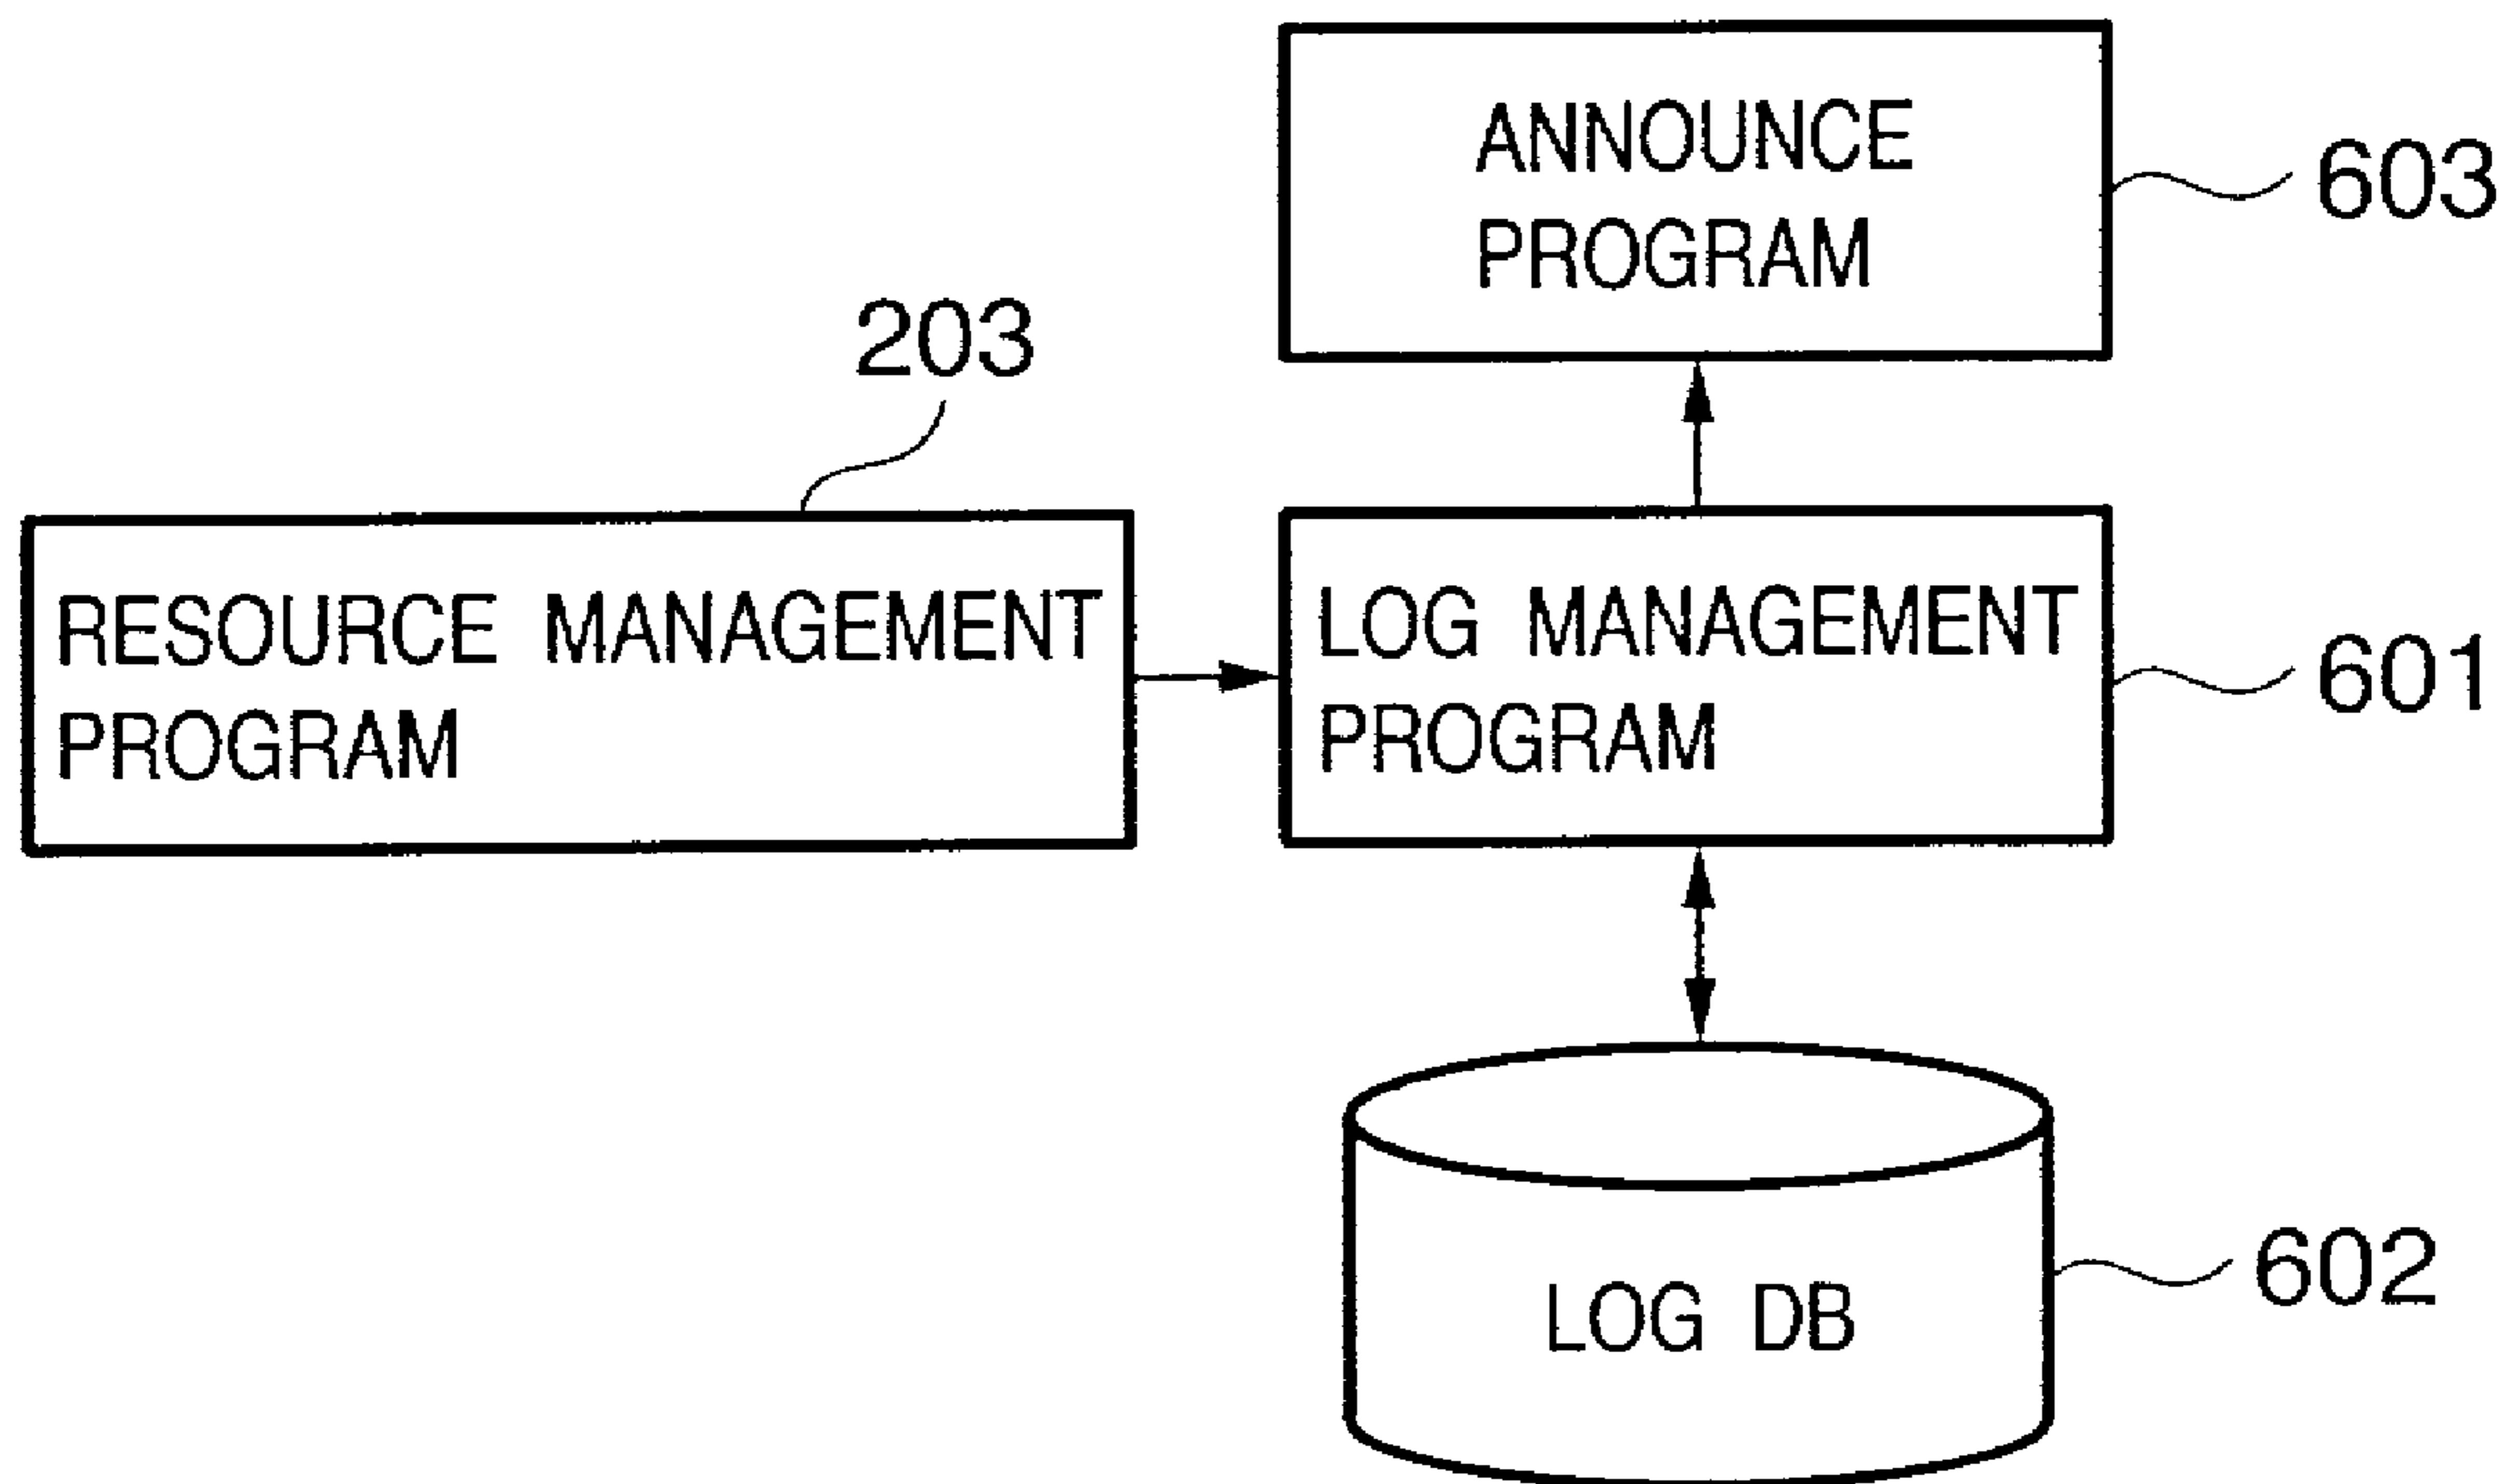 ANNOUNCE
PROGRAM
603
203
RESOURCE MANAGEMENT
PROGRAM
LOG MANAGEMENT
PROGRAM
601
LOG DB
602